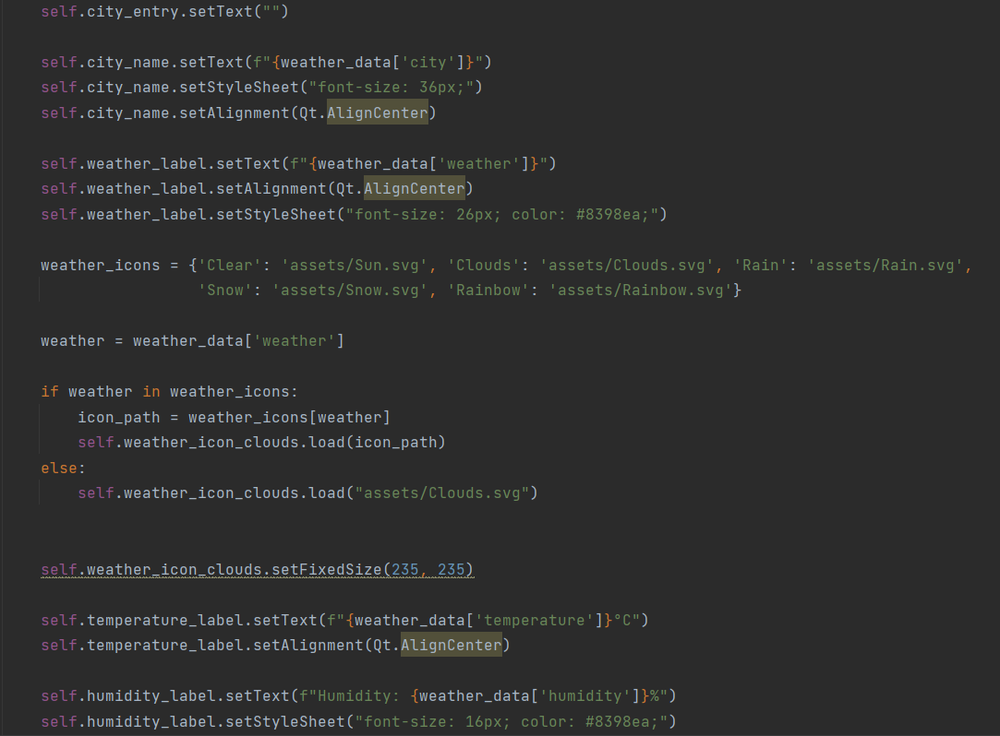 self.city_entry.setText("")
self.city_name.setText(f"{weather_data['city']}")
self.city_name.setStyleSheet("font-size: 36px;")
self.city_name.setAlignment(Qt.AlignCenter)
self.weather_label.setText(f"{weather_data['weather']}")
self.weather_label.setAlignment(Qt.AlignCenter)
self.weather_label.setStyleSheet("font-size: 26px; color: #8398ea;")
weather_icons = {'Clear': 'assets/Sun.svg', 'Clouds': 'assets/Clouds.svg', 'Rain': 'assets/Rain.svg',
                 'Snow': 'assets/Snow.svg', 'Rainbow': 'assets/Rainbow.svg'}
weather = weather_data['weather']
if weather in weather_icons:
    icon_path = weather_icons[weather]
    self.weather_icon_clouds.load(icon_path)
else:
    self.weather_icon_clouds.load("assets/Clouds.svg")
self.weather_icon_clouds.setFixedSize(235, 235)
self.temperature_label.setText(f"{weather_data['temperature']}°C")
self.temperature_label.setAlignment(Qt.AlignCenter)
self.humidity_label.setText(f"Humidity: {weather_data['humidity']}%")
self.humidity_label.setStyleSheet("font-size: 16px; color: #8398ea;")